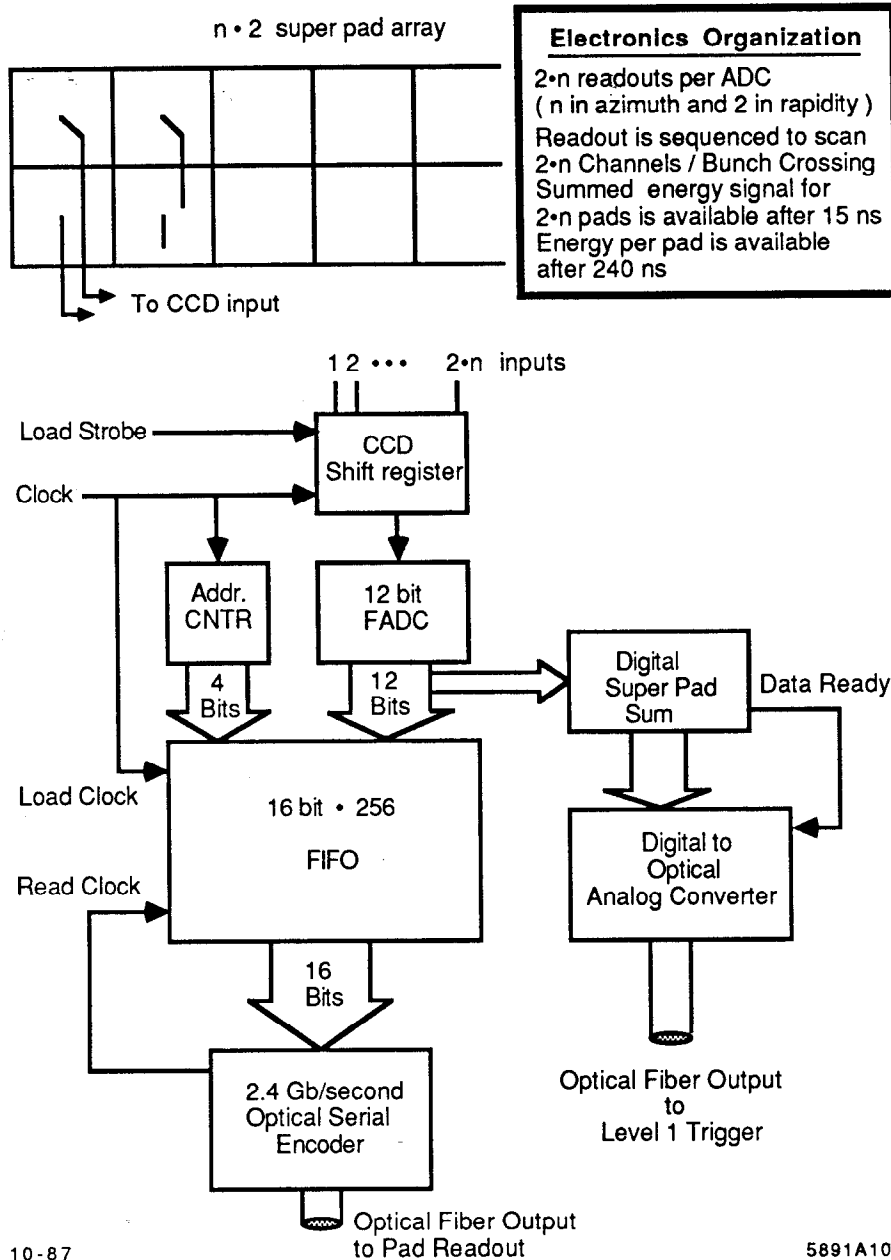 n • 2 super pad array
Electronics Organization
2•n readouts per ADC
( n in azimuth and 2 in rapidity )
Readout is sequenced to scan
2•n Channels / Bunch Crossing
Summed energy signal for
2•n pads is available after 15 ns
Energy per pad is available
after 240 ns
To CCD input
1 2 • • • 2•n inputs
Load Strobe
CCD
Shift register
Clock
Addr.
CNTR
12 bit
FADC
4
Bits
12
Bits
Digital
Super Pad
Sum
Data Ready
Load Clock
16 bit • 256
FIFO
Read Clock
Digital to
Optical
Analog Converter
16
Bits
2.4 Gb/second
Optical Serial
Encoder
Optical Fiber Output
to
Level 1 Trigger
Optical Fiber Output
to Pad Readout
10-87
5891A10